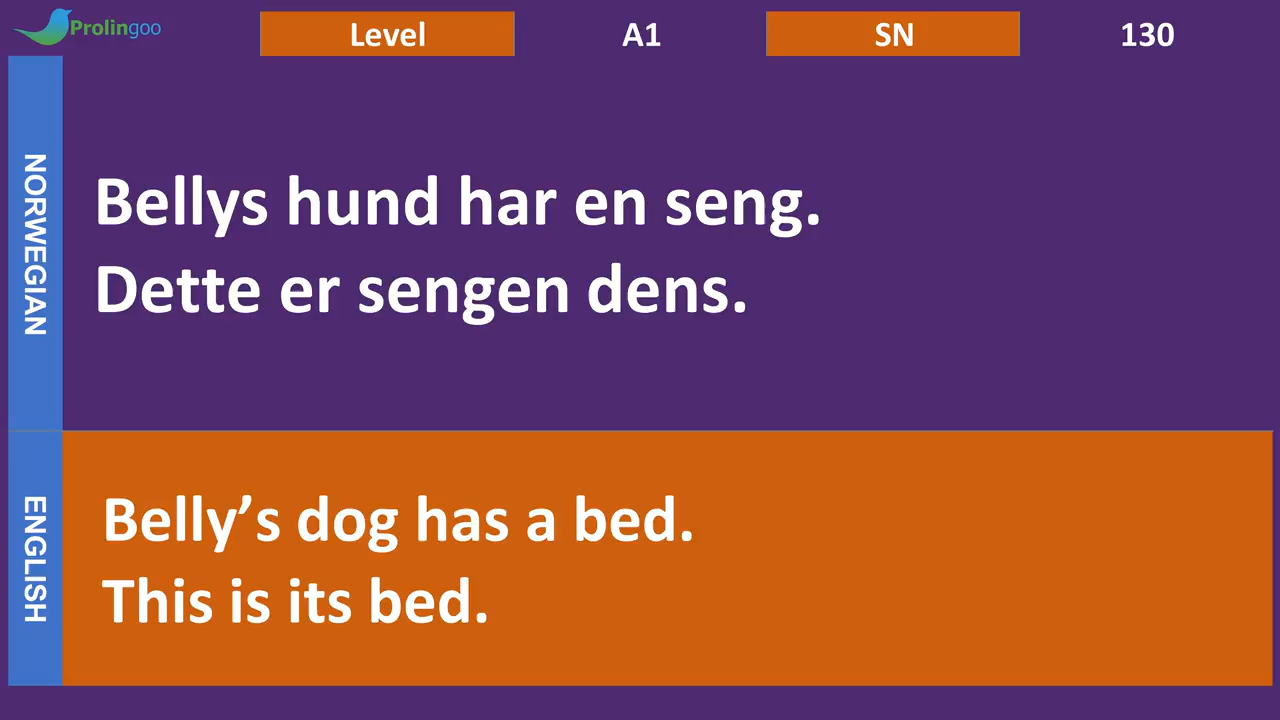 Prolingoo
Level A1 SN 130
NORWEGIAN
Bellys hund har en seng.
Dette er sengen dens.
ENGLISH
Belly’s dog has a bed.
This is its bed.